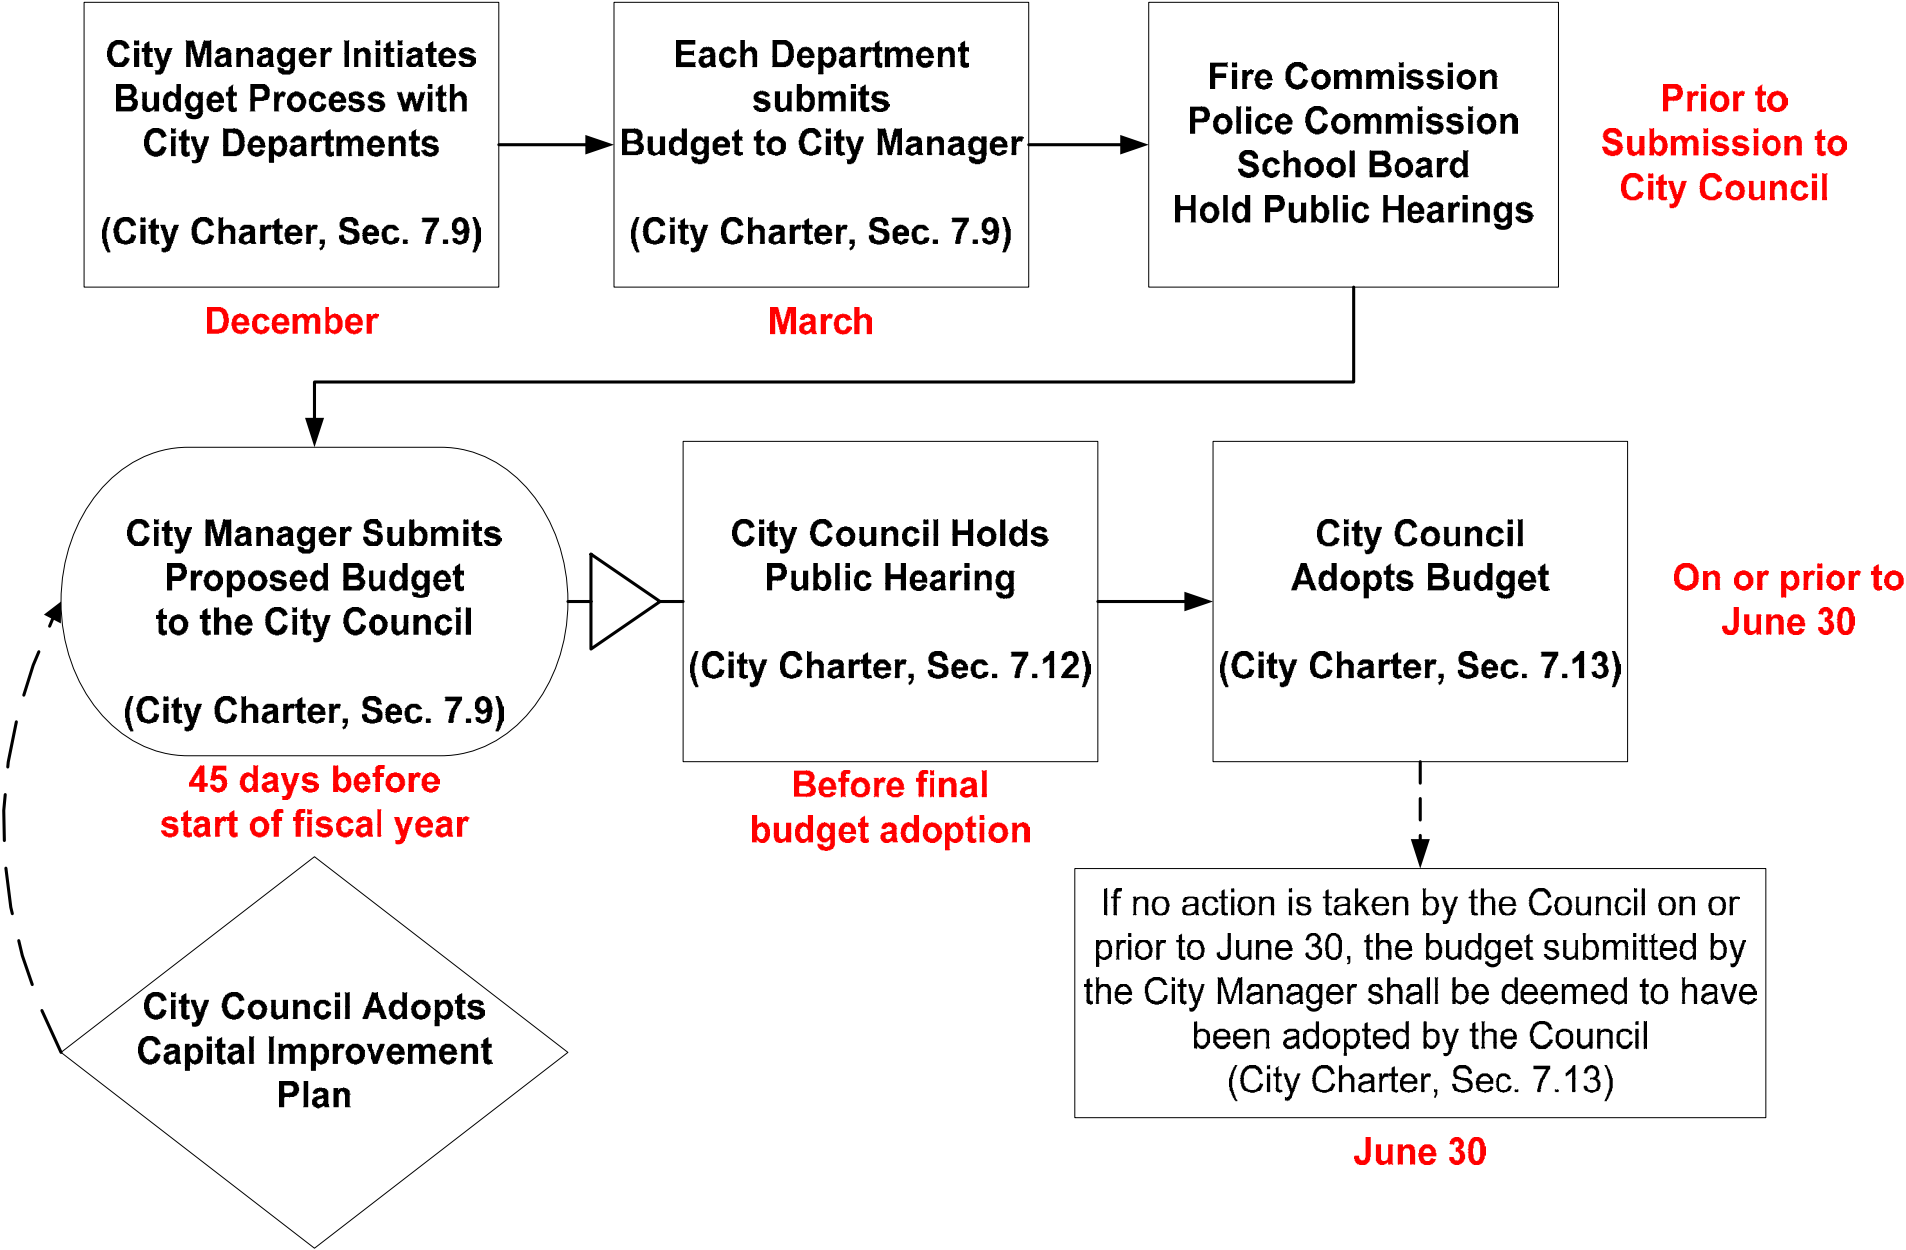 City Manager Initiates
Budget Process with
City Departments
(City Charter, Sec. 7.9)
December
Each Department
submits
Budget to City Manager
(City Charter, Sec. 7.9)
March
Fire Commission
Police Commission
School Board
Hold Public Hearings
Prior to
Submission to
City Council
City Manager Submits
Proposed Budget
to the City Council
(City Charter, Sec. 7.9)
45 days before
start of fiscal year
City Council Holds
Public Hearing
(City Charter, Sec. 7.12)
Before final
budget adoption
City Council
Adopts Budget
(City Charter, Sec. 7.13)
On or prior to
June 30
City Council Adopts
Capital Improvement
Plan
If no action is taken by the Council on or
prior to June 30, the budget submitted by
the City Manager shall be deemed to have
been adopted by the Council
(City Charter, Sec. 7.13)
June 30